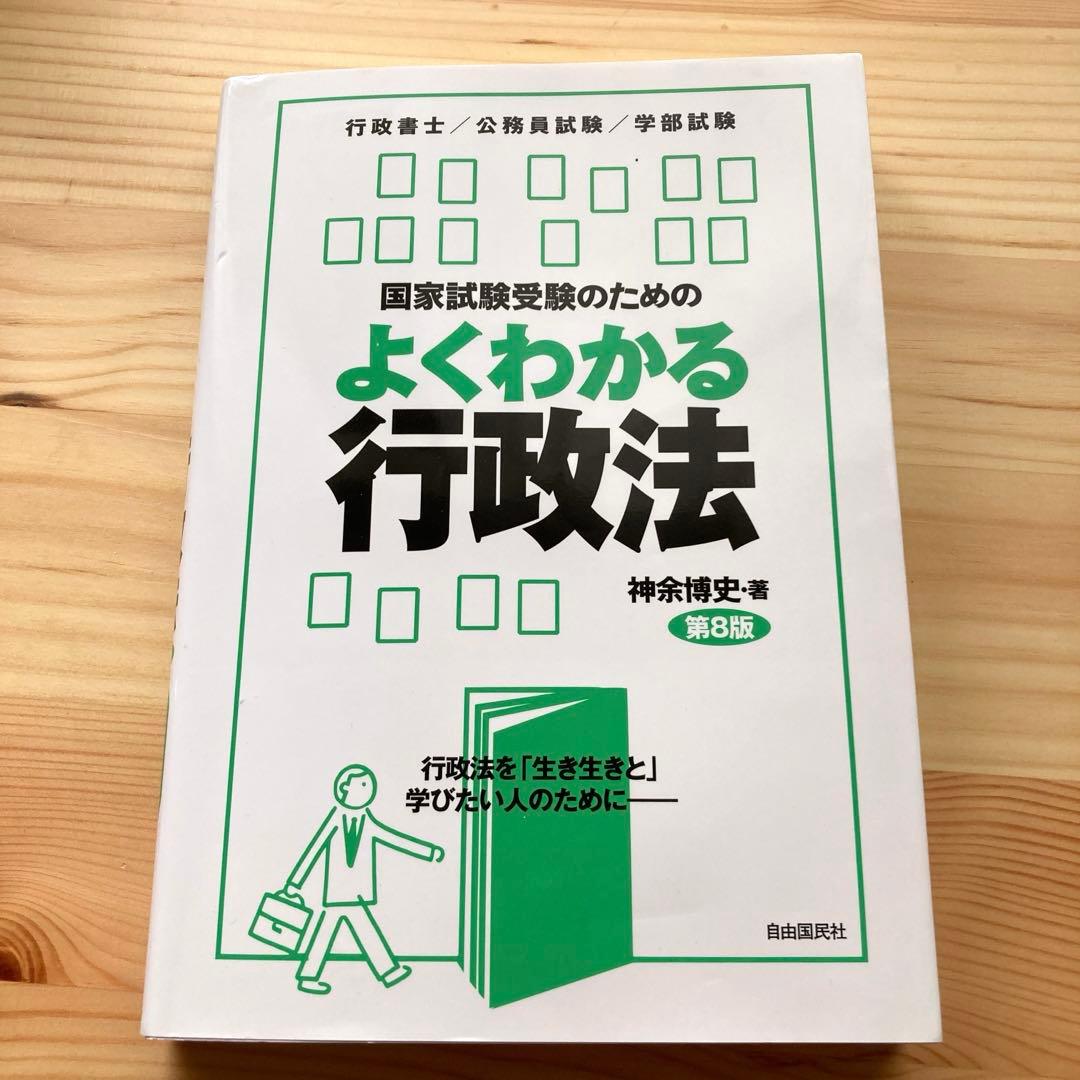 行政書士／公務員試験／学部試験
国家試験受験のための
よくわかる
行政法
神余博史・著
第8版
行政法を「生き生きと」
学びたい人のために――
自由国民社